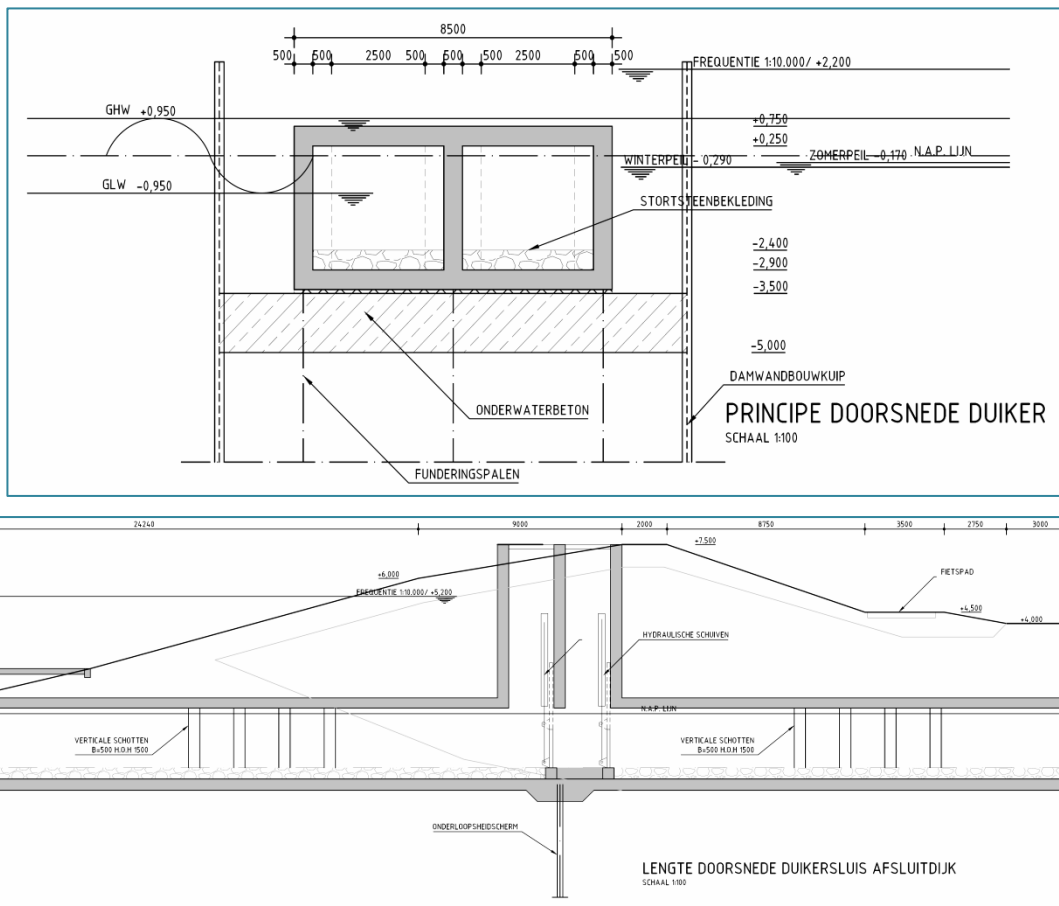 8500
500 500 2500 500 500 500 2500 500 500
FREQUENTIE 1:10.000/ +2,200
GHW +0,950
+0,750
+0,250
N.A.P. LIJN
ZOMERPEIL -0,170
WINTERPEIL - 0,290
GLW -0,950
STORTSTEENBEKLEDING
-2,400
-2,900
-3,500
-5,000
DAMWANDBOUWKUIP
ONDERWATERBETON
PRINCIPE DOORSNEDE DUIKER
SCHAAL 1:100
FUNDERINGSPALEN
24240 9000 2000 8750 3500 2750 3000
+7.500
+6,000
FIETSPAD
FREQUENTIE 1:10.000/ +5,200
+4,500
+4,000
HYDRAULISCHE SCHUIVEN
N.A.P. LIJN
VERTICALE SCHOTTEN
B=500 H.O.H 1500
VERTICALE SCHOTTEN
B=500 H.O.H 1500
ONDERLOOPSHEIDSCHERM
LENGTE DOORSNEDE DUIKERSLUIS AFSLUITDIJK
SCHAAL 1:100